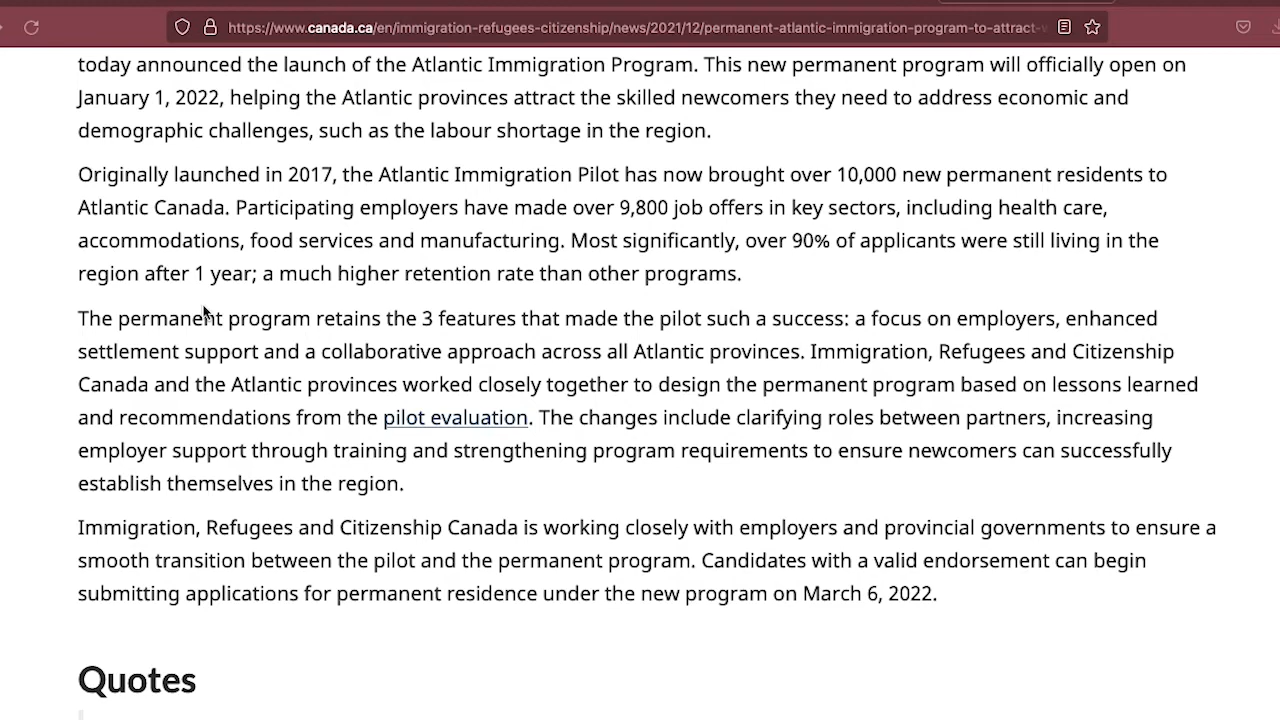 https://www.canada.ca/en/immigration-refugees-citizenship/news/2021/12/permanent-atlantic-immigration-program-to-attract-
today announced the launch of the Atlantic Immigration Program. This new permanent program will officially open on
January 1, 2022, helping the Atlantic provinces attract the skilled newcomers they need to address economic and
demographic challenges, such as the labour shortage in the region.
Originally launched in 2017, the Atlantic Immigration Pilot has now brought over 10,000 new permanent residents to
Atlantic Canada. Participating employers have made over 9,800 job offers in key sectors, including health care,
accommodations, food services and manufacturing. Most significantly, over 90% of applicants were still living in the
region after 1 year; a much higher retention rate than other programs.
The permanent program retains the 3 features that made the pilot such a success: a focus on employers, enhanced
settlement support and a collaborative approach across all Atlantic provinces. Immigration, Refugees and Citizenship
Canada and the Atlantic provinces worked closely together to design the permanent program based on lessons learned
and recommendations from the pilot evaluation. The changes include clarifying roles between partners, increasing
employer support through training and strengthening program requirements to ensure newcomers can successfully
establish themselves in the region.
Immigration, Refugees and Citizenship Canada is working closely with employers and provincial governments to ensure a
smooth transition between the pilot and the permanent program. Candidates with a valid endorsement can begin
submitting applications for permanent residence under the new program on March 6, 2022.
Quotes